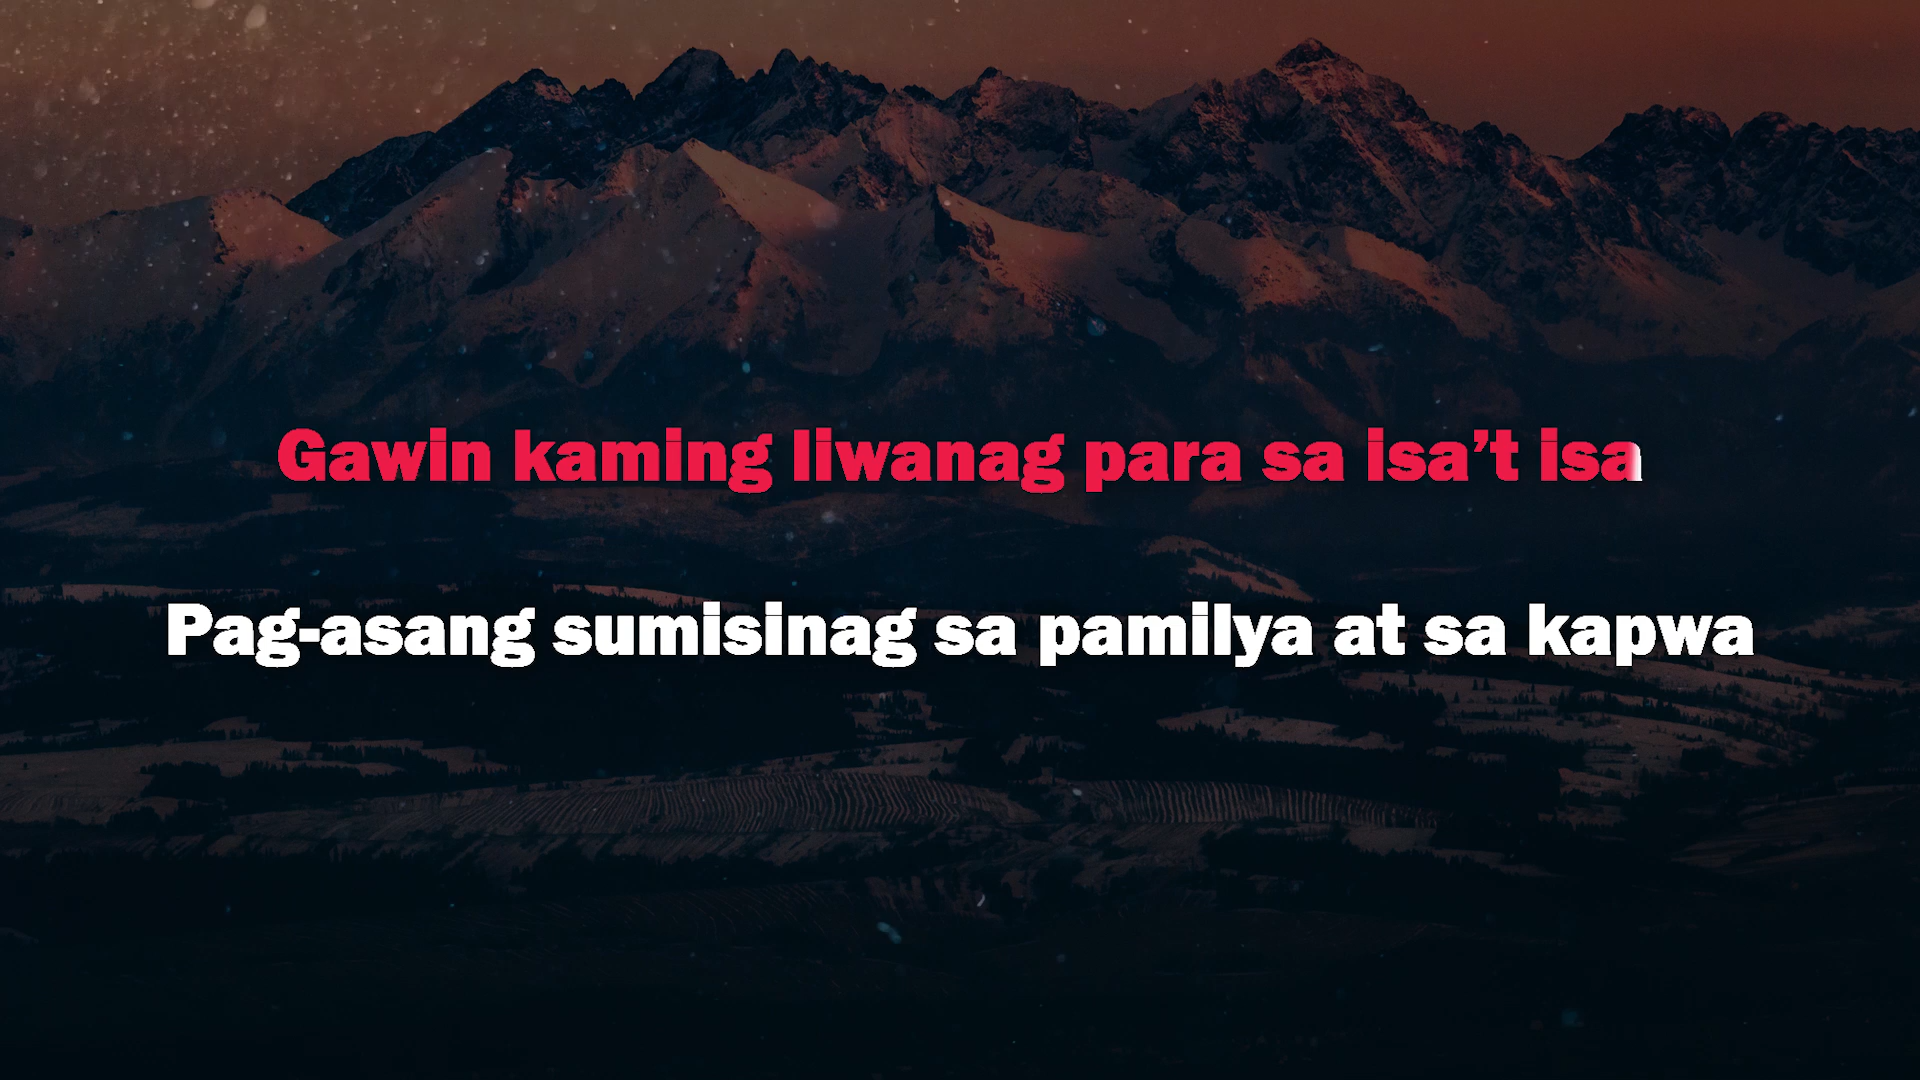 Gawin kaming liwanag para sa isa’t isa
Pag-asang sumisinag sa pamilya at sa kapwa